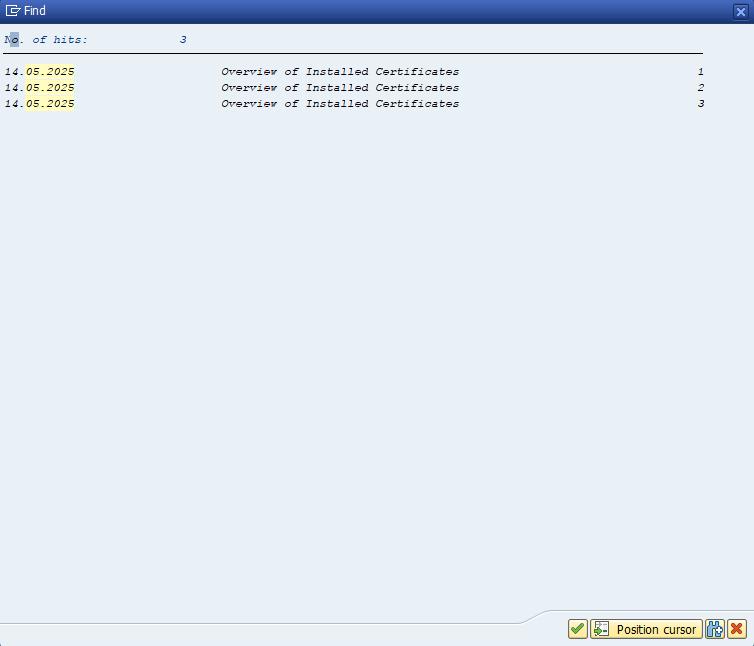 Find
No. of hits: 3
14.05.2025 Overview of Installed Certificates 1
14.05.2025 Overview of Installed Certificates 2
14.05.2025 Overview of Installed Certificates 3
Position cursor